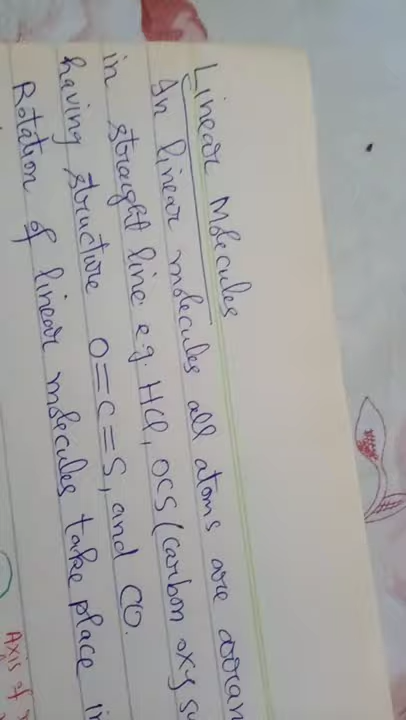 Linear Molecules
In linear molecules all atoms are arran
in straight line e.g. HCl, OCS (carbon oxy su
having structure O=C=S, and CO.
Rotation of linear molecules take place in
Axis of